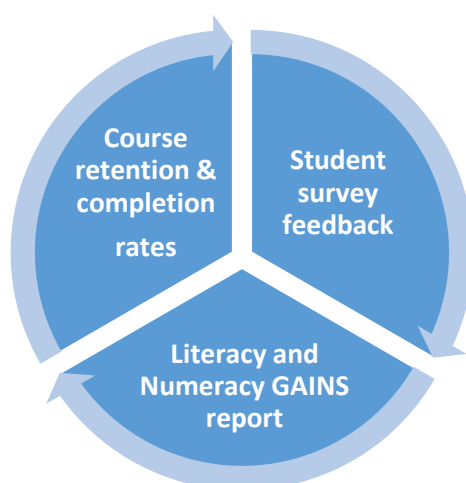 Course
retention &
completion
rates
Student
survey
feedback
Literacy and
Numeracy GAINS
report